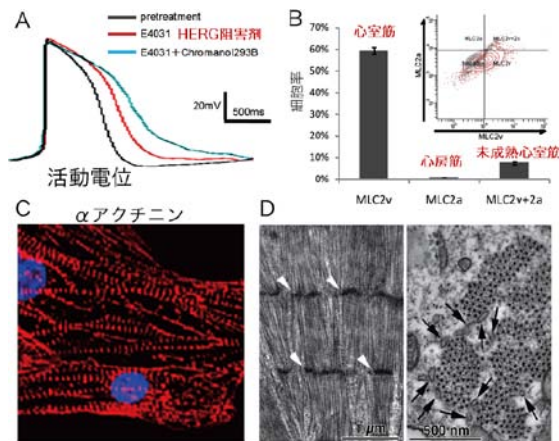 A
pretreatment
E4031 HERG阻害剤
E4031+Chromanol293B
20mV
500ms
活動電位
B
細胞率
70%
60%
50%
40%
30%
20%
10%
0%
心室筋
心房筋
未成熟心室筋
MLC2v
MLC2a
MLC2v+2a
MLC2a
MLC2a
MLC2v+2a
MLC2v
MLC2v
C
αアクチニン
D
1 μm
500 nm